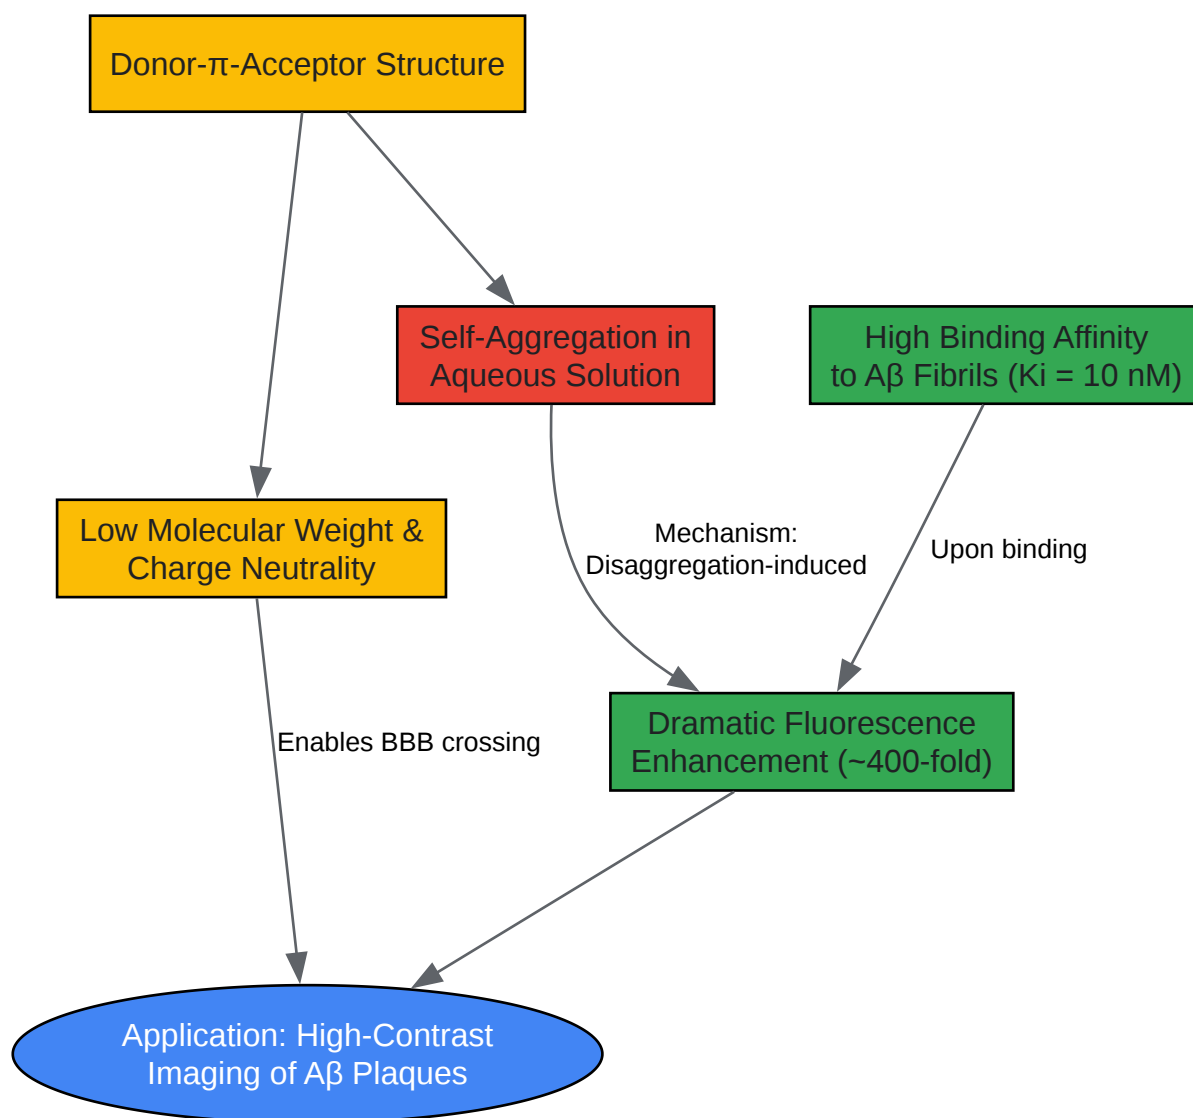 Donor-π-Acceptor Structure
Self-Aggregation in
Aqueous Solution
High Binding Affinity
to Aβ Fibrils (Ki = 10 nM)
Low Molecular Weight &
Charge Neutrality
Mechanism:
Disaggregation-induced
Upon binding
Enables BBB crossing
Dramatic Fluorescence
Enhancement (~400-fold)
Application: High-Contrast
Imaging of Aβ Plaques